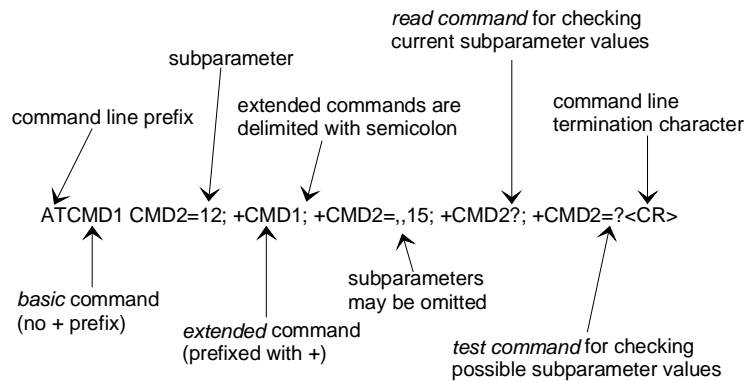 read command for checking
current subparameter values
subparameter
extended commands are
delimited with semicolon
command line
termination character
command line prefix
ATCMD1 CMD2=12; +CMD1; +CMD2=,,15; +CMD2?; +CMD2=?<CR>
subparameters
may be omitted
basic command
(no + prefix)
extended command
(prefixed with +)
test command for checking
possible subparameter values